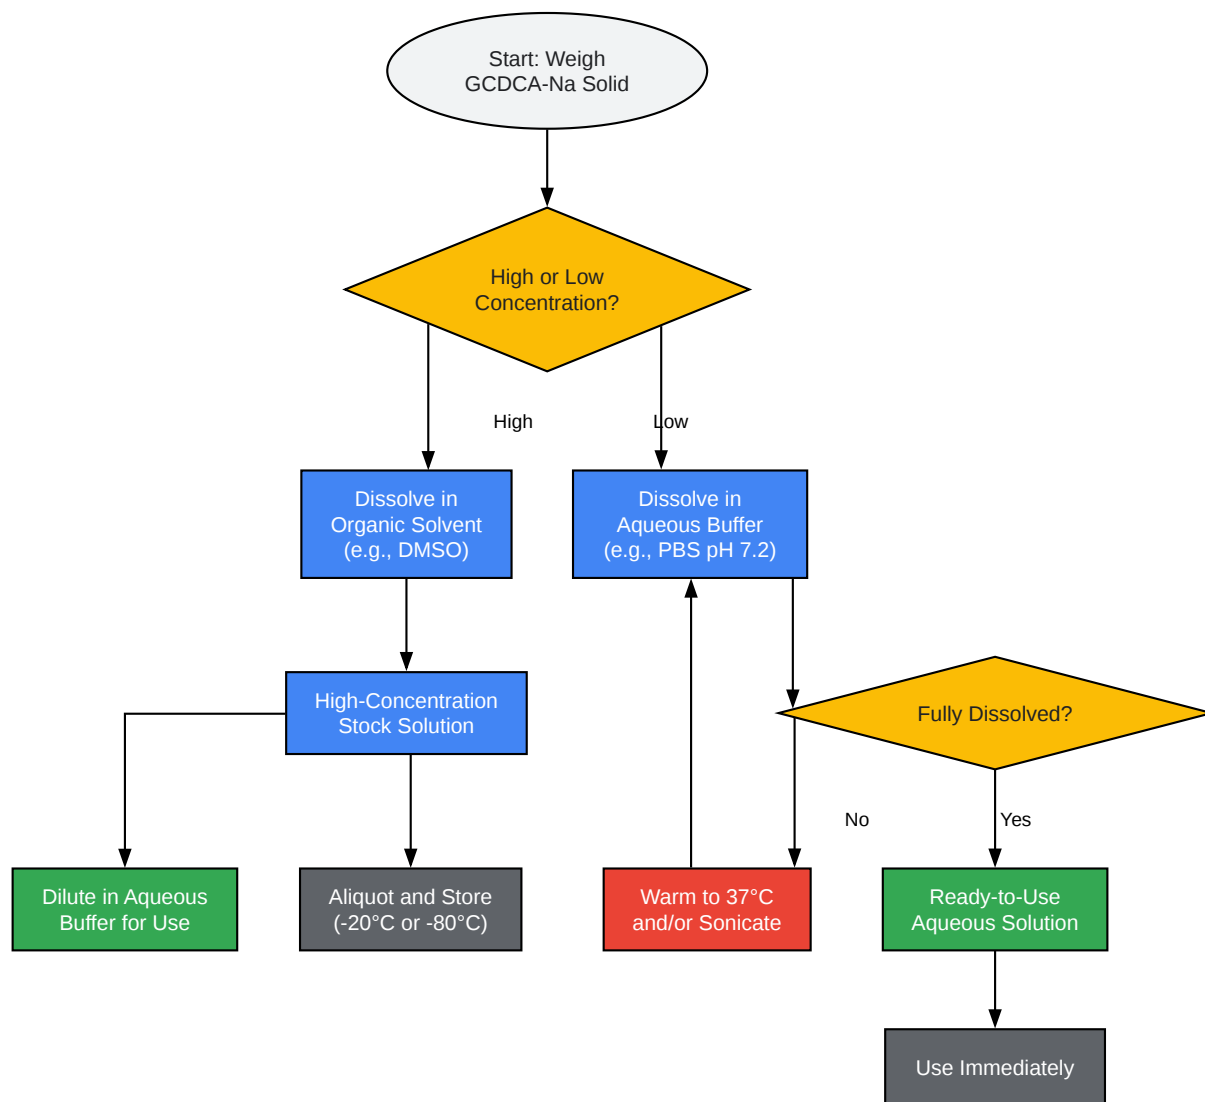 Start: Weigh
GCDCA-Na Solid
High or Low
Concentration?
High
Low
Dissolve in
Organic Solvent
(e.g., DMSO)
Dissolve in
Aqueous Buffer
(e.g., PBS pH 7.2)
High-Concentration
Stock Solution
Fully Dissolved?
No
Yes
Dilute in Aqueous
Buffer for Use
Aliquot and Store
(-20°C or -80°C)
Warm to 37°C
and/or Sonicate
Ready-to-Use
Aqueous Solution
Use Immediately